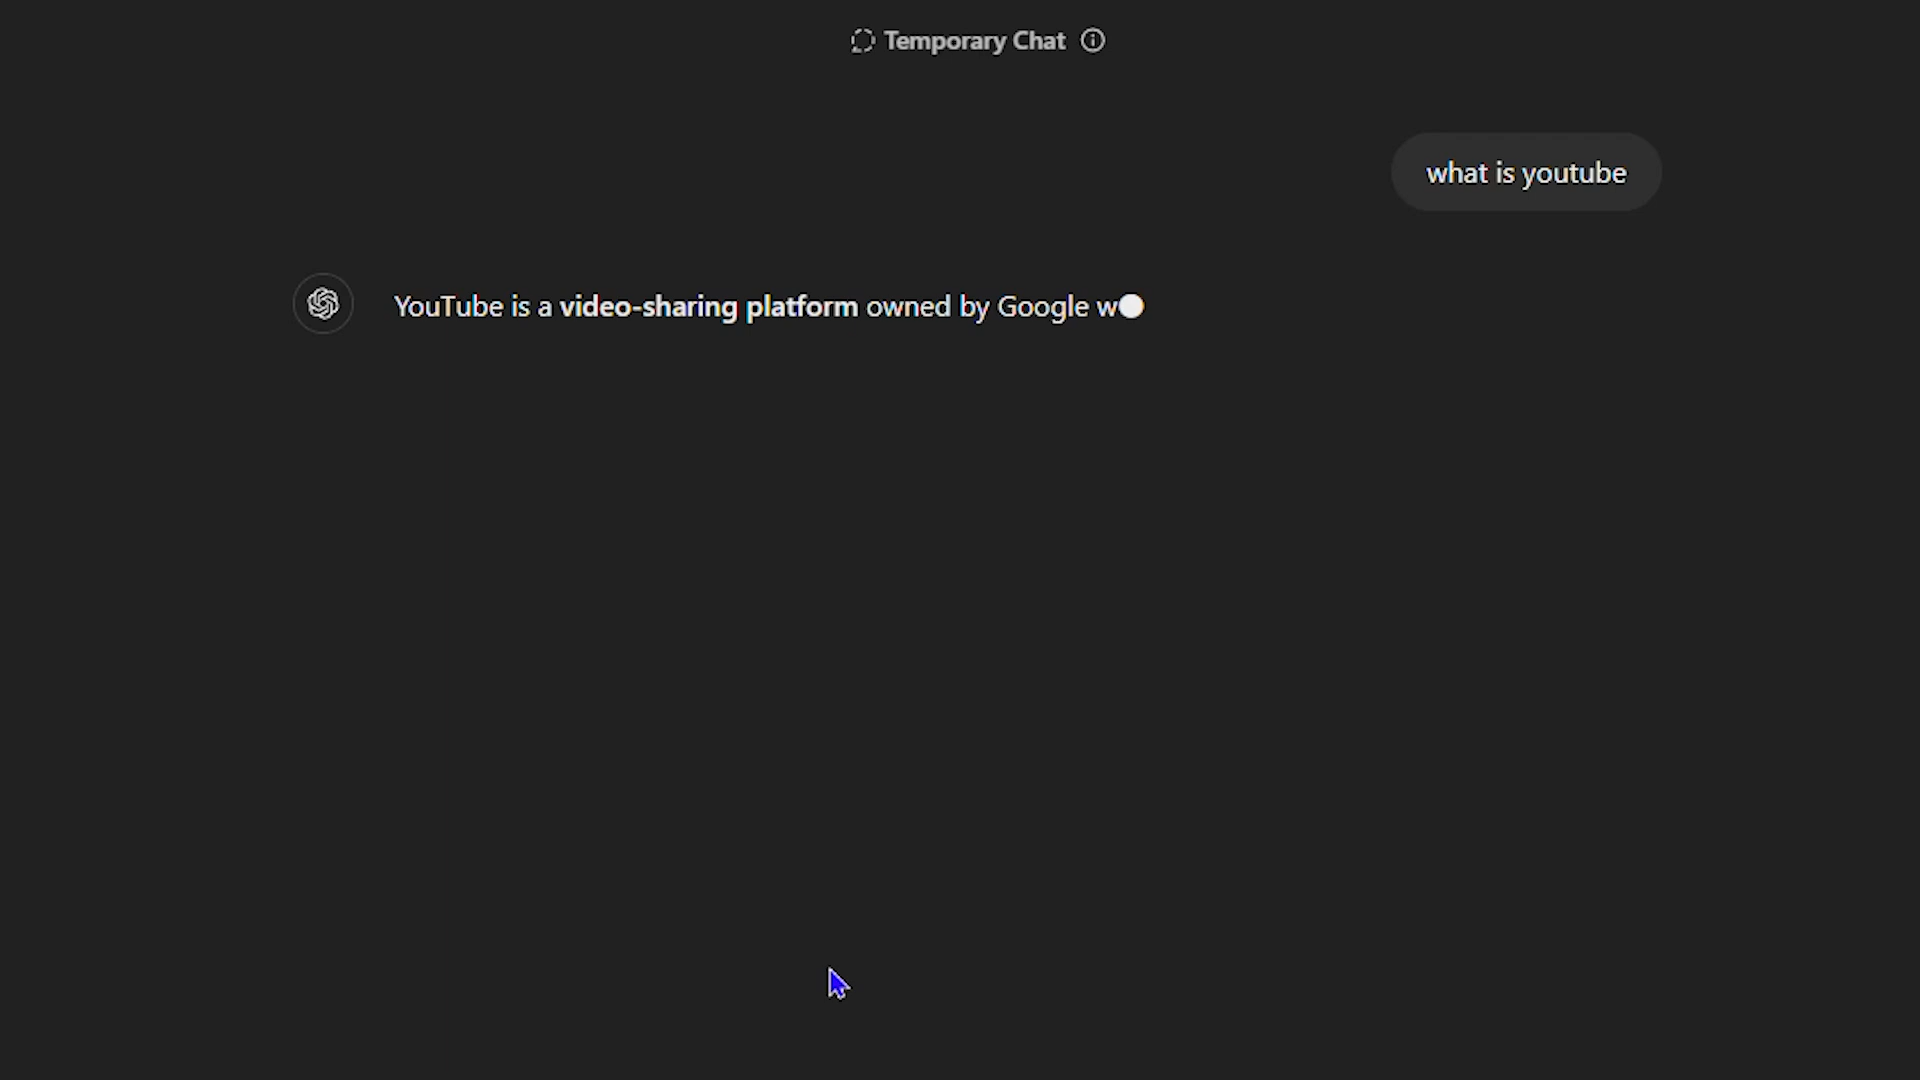 Temporary Chat
what is youtube
YouTube is a video-sharing platform owned by Google w